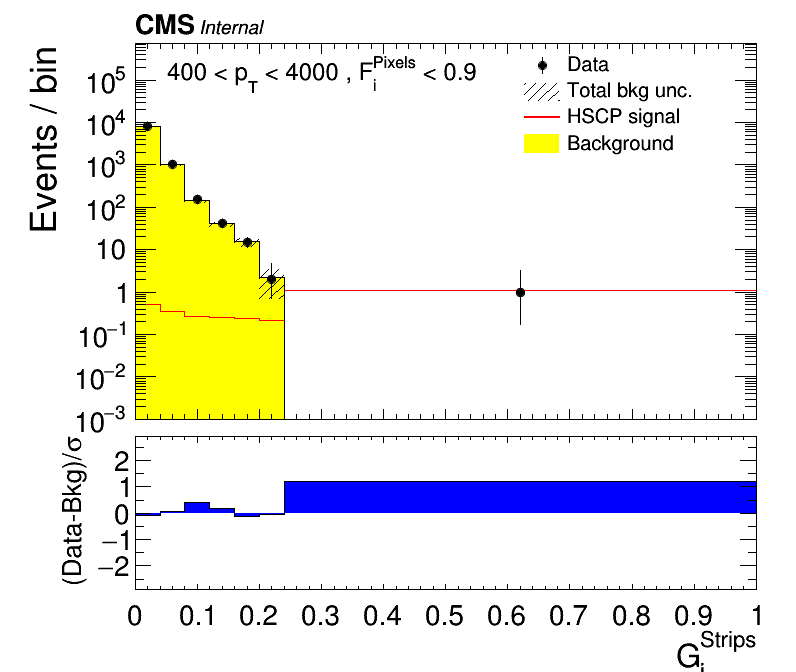 CMS Internal
400 < p_T < 4000 , F_i^Pixels < 0.9
Data
Total bkg unc.
HSCP signal
Background
Events / bin
10^5
10^4
10^3
10^2
10
1
10^−1
10^−2
10^−3
(Data-Bkg)/σ
2
1
0
−1
−2
0 0.1 0.2 0.3 0.4 0.5 0.6 0.7 0.8 0.9 1
G_i^Strips